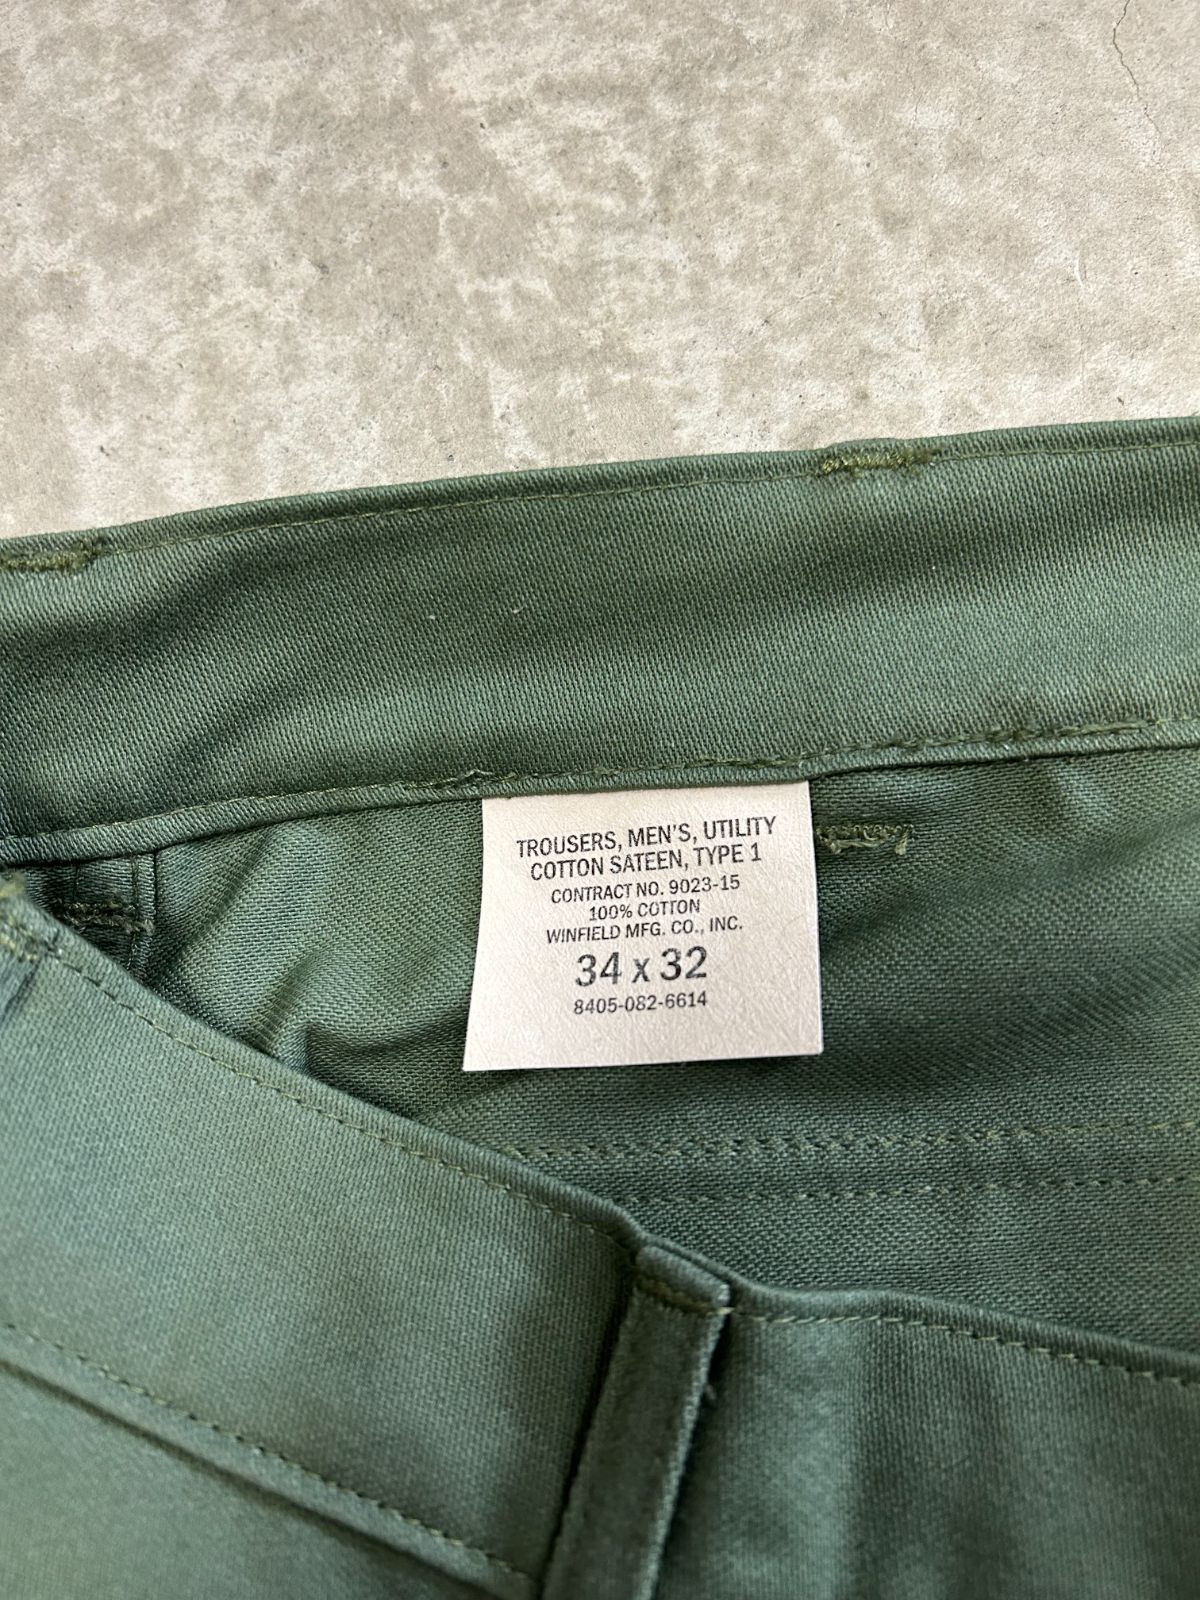 TROUSERS, MEN'S, UTILITY
COTTON SATEEN, TYPE 1
CONTRACT NO. 9023-15
100% COTTON
WINFIELD MFG. CO., INC.
34 x 32
8405-082-6614